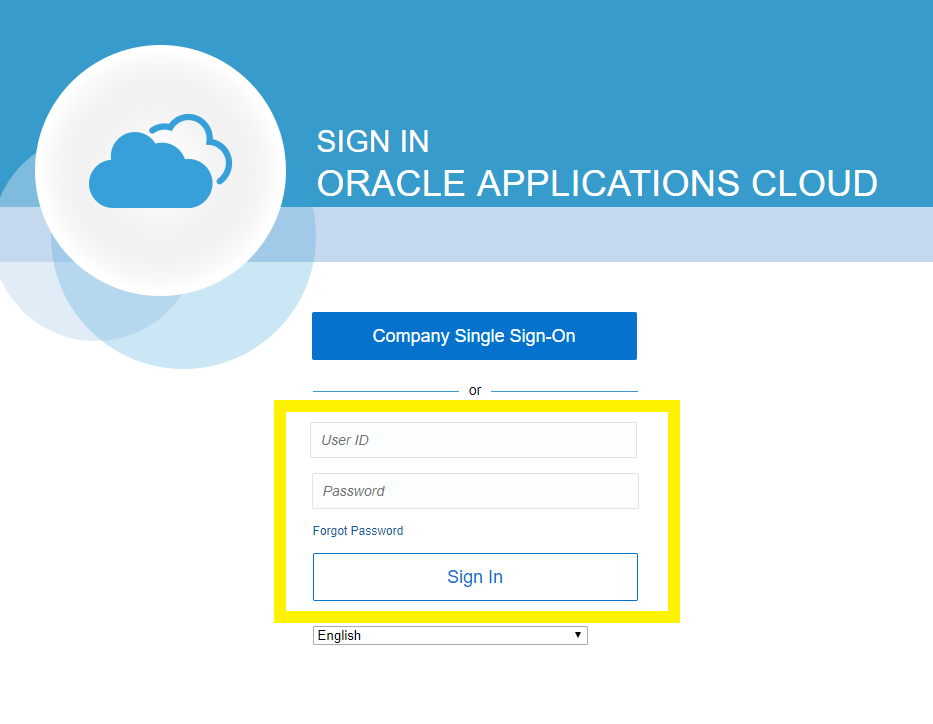 SIGN IN
ORACLE APPLICATIONS CLOUD
Company Single Sign-On
or
User ID
Password
Forgot Password
Sign In
English